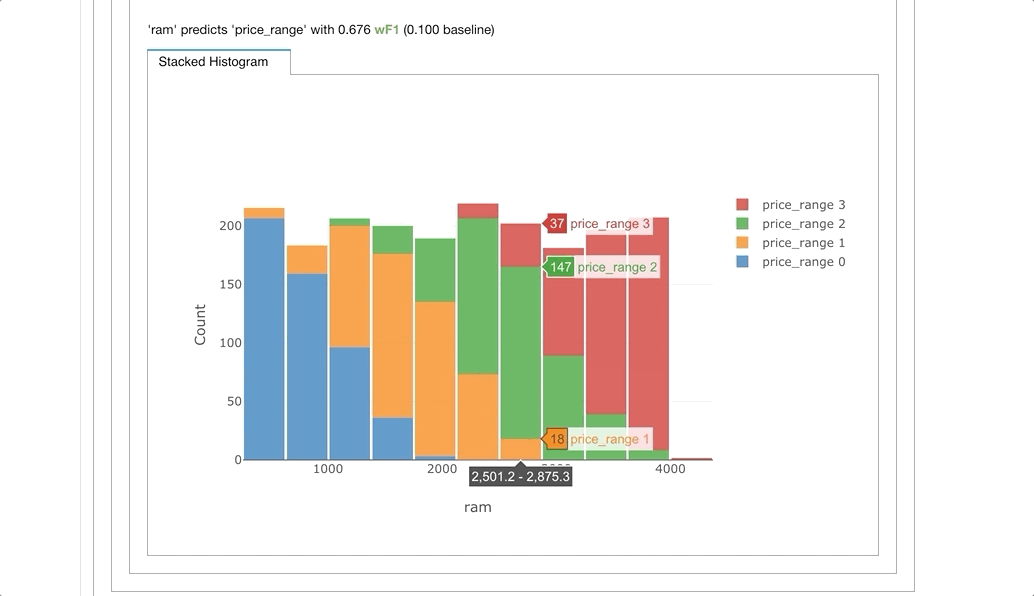 'ram' predicts 'price_range' with 0.676 wF1 (0.100 baseline)
Stacked Histogram
price_range 3
price_range 2
price_range 1
price_range 0
200
150
100
50
0
Count
37 price_range 3
147 price_range 2
18 price_range 1
1000
2000
4000
2,501.2 - 2,875.3
ram